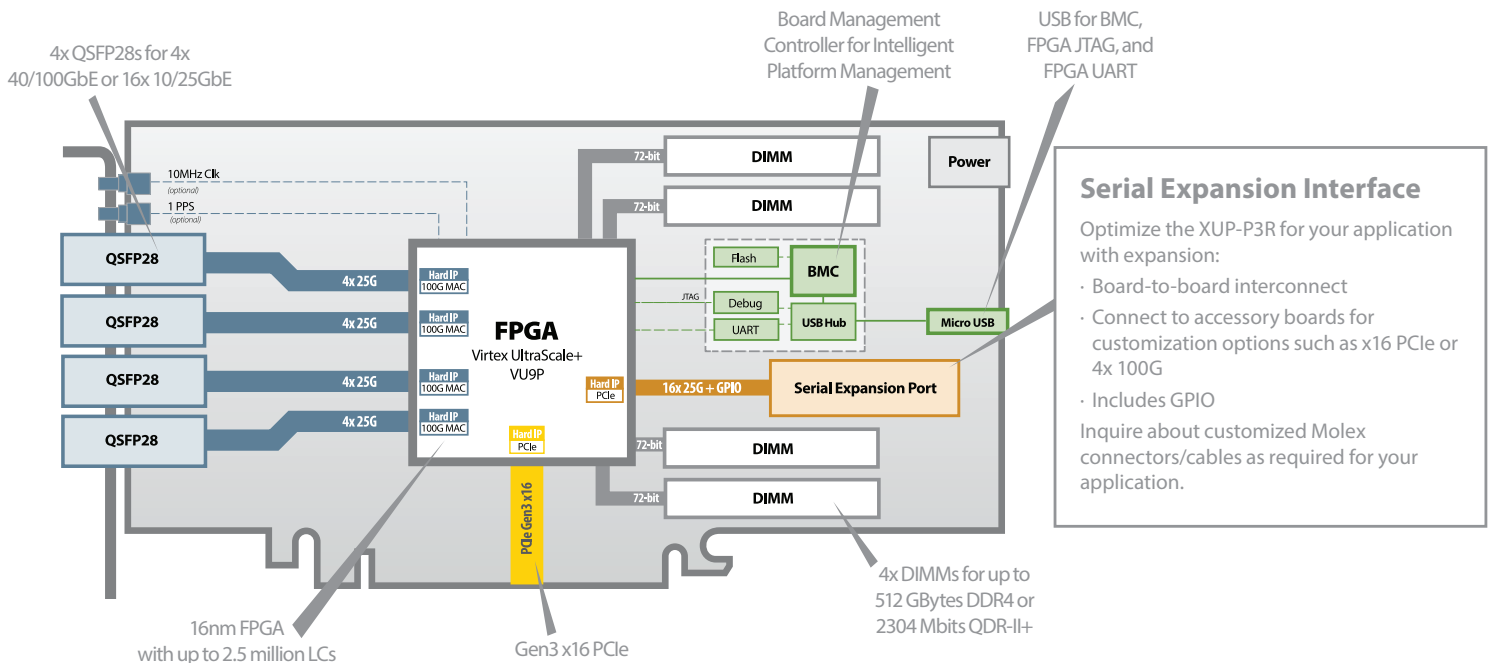 4x QSFP28s for 4x
40/100GbE or 16x 10/25GbE
Board Management
Controller for Intelligent
Platform Management
USB for BMC,
FPGA JTAG, and
FPGA UART
10MHz Clk
(optional)
1 PPS
(optional)
QSFP28
QSFP28
QSFP28
QSFP28
4x 25G
4x 25G
4x 25G
4x 25G
Hard IP
100G MAC
Hard IP
100G MAC
Hard IP
100G MAC
Hard IP
100G MAC
FPGA
Virtex UltraScale+
VU9P
Hard IP
PCIe
Hard IP
PCIe
PCIe Gen3 x16
72-bit
DIMM
72-bit
DIMM
Power
Flash
BMC
JTAG
Debug
UART
USB Hub
Micro USB
16x 25G + GPIO
Serial Expansion Port
72-bit
DIMM
72-bit
DIMM
Serial Expansion Interface
Optimize the XUP-P3R for your application
with expansion:
· Board-to-board interconnect
· Connect to accessory boards for
customization options such as x16 PCIe or
4x 100G
· Includes GPIO
Inquire about customized Molex
connectors/cables as required for your
application.
16nm FPGA
with up to 2.5 million LCs
Gen3 x16 PCIe
4x DIMMs for up to
512 GBytes DDR4 or
2304 Mbits QDR-II+